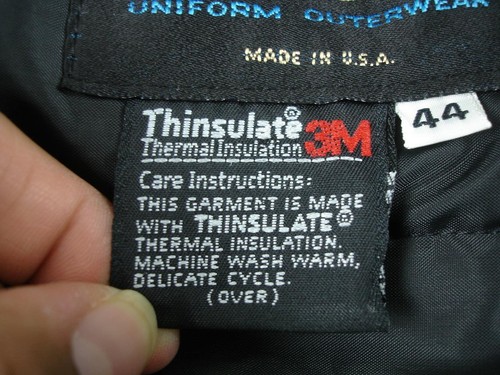 UNIFORM OUTERWEAR
MADE IN U.S.A.
44
Thinsulate® 3M
Thermal Insulation
Care Instructions:
THIS GARMENT IS MADE
WITH THINSULATE®
THERMAL INSULATION.
MACHINE WASH WARM,
DELICATE CYCLE.
(OVER)